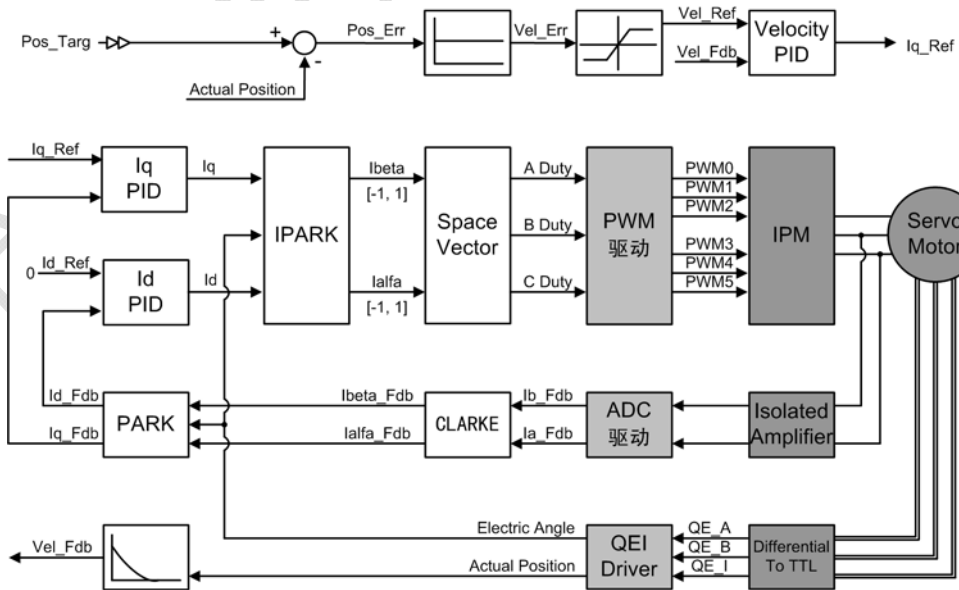 Pos_Targ
+
-
Actual Position
Pos_Err
Vel_Err
Vel_Ref
Vel_Fdb
Velocity
PID
Iq_Ref
Iq_Ref
Iq
PID
Iq
Id_Ref
0
Id
PID
Id
IPARK
Ibeta
[-1, 1]
Ialfa
[-1, 1]
Space
Vector
A Duty
B Duty
C Duty
PWM
驱动
PWM0
PWM1
PWM2
PWM3
PWM4
PWM5
IPM
Servo
Motor
Id_Fdb
Iq_Fdb
PARK
Ibeta_Fdb
Ialfa_Fdb
CLARKE
Ib_Fdb
Ia_Fdb
ADC
驱动
Isolated
Amplifier
Vel_Fdb
Electric Angle
Actual Position
QEI
Driver
QE_A
QE_B
QE_I
Differential
To TTL